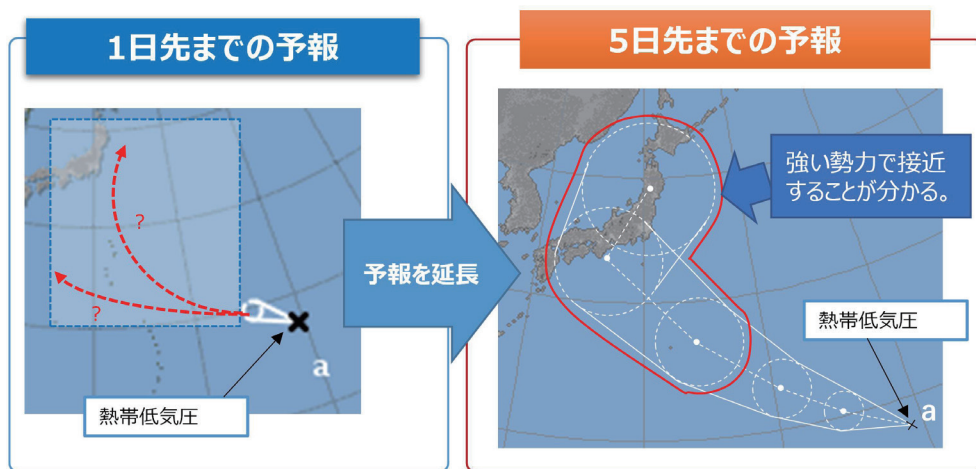 1日先までの予報
?
?
a
熱帯低気圧
予報を延長
5日先までの予報
強い勢力で接近
することが分かる。
熱帯低気圧
a